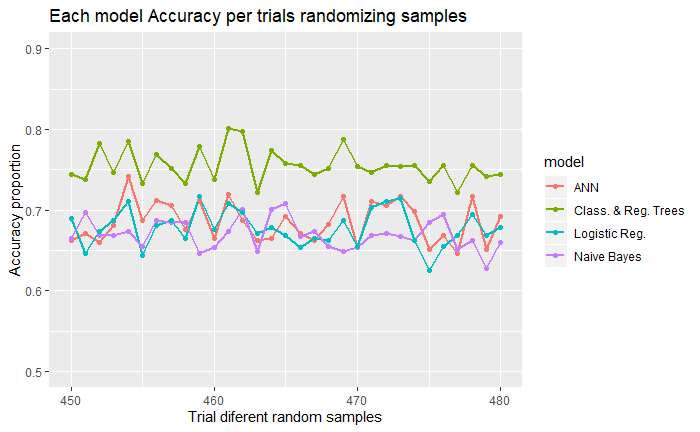 Each model Accuracy per trials randomizing samples
0.9
0.8
0.7
0.6
0.5
Accuracy proportion
450 460 470 480
Trial diferent random samples
model
ANN
Class. & Reg. Trees
Logistic Reg.
Naive Bayes